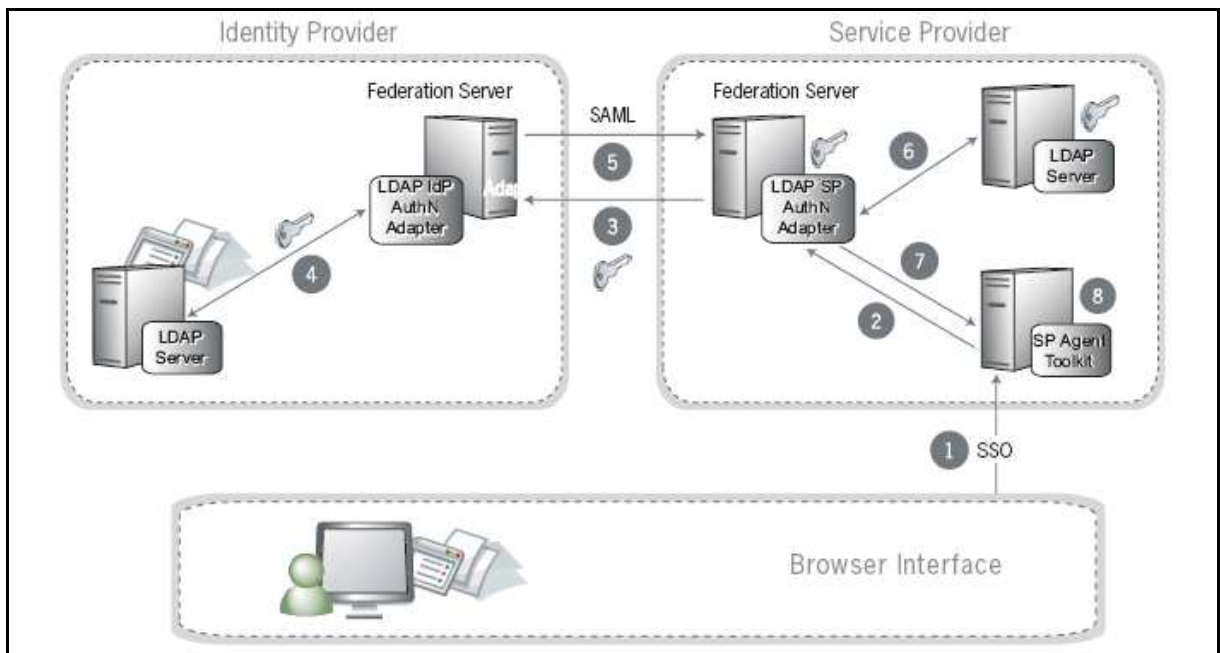 Identity Provider
Service Provider
Federation Server
Federation Server
SAML
5
6
LDAP
Server
LDAP IdP
AuthN
Adapter
Adap
LDAP SP
AuthN
Adapter
3
4
7
2
8
LDAP
Server
SP Agent
Toolkit
1
SSO
Browser Interface